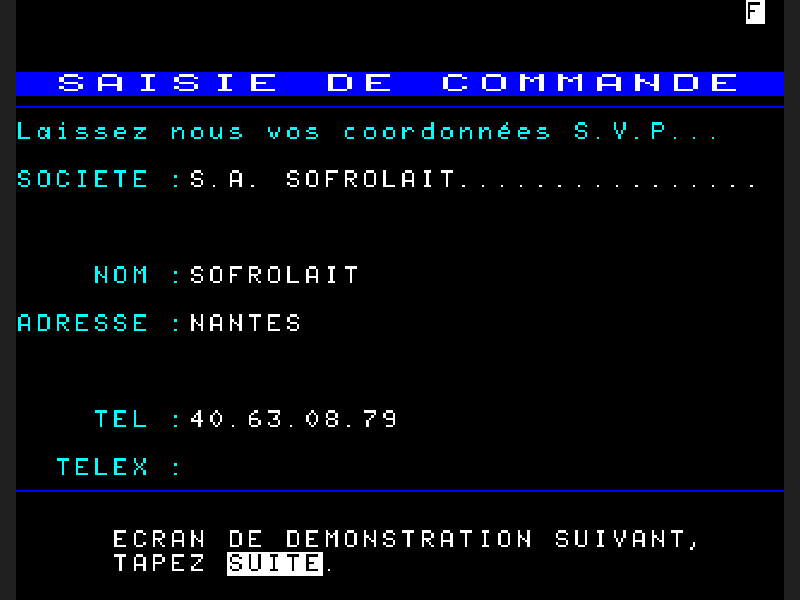 F
SAISIE DE COMMANDE
Laissez nous vos coordonnées S.V.P...
SOCIETE :S.A. SOFROLAIT................
NOM :SOFROLAIT
ADRESSE :NANTES
TEL :40.63.08.79
TELEX :
ECRAN DE DEMONSTRATION SUIVANT,
TAPEZ SUITE.